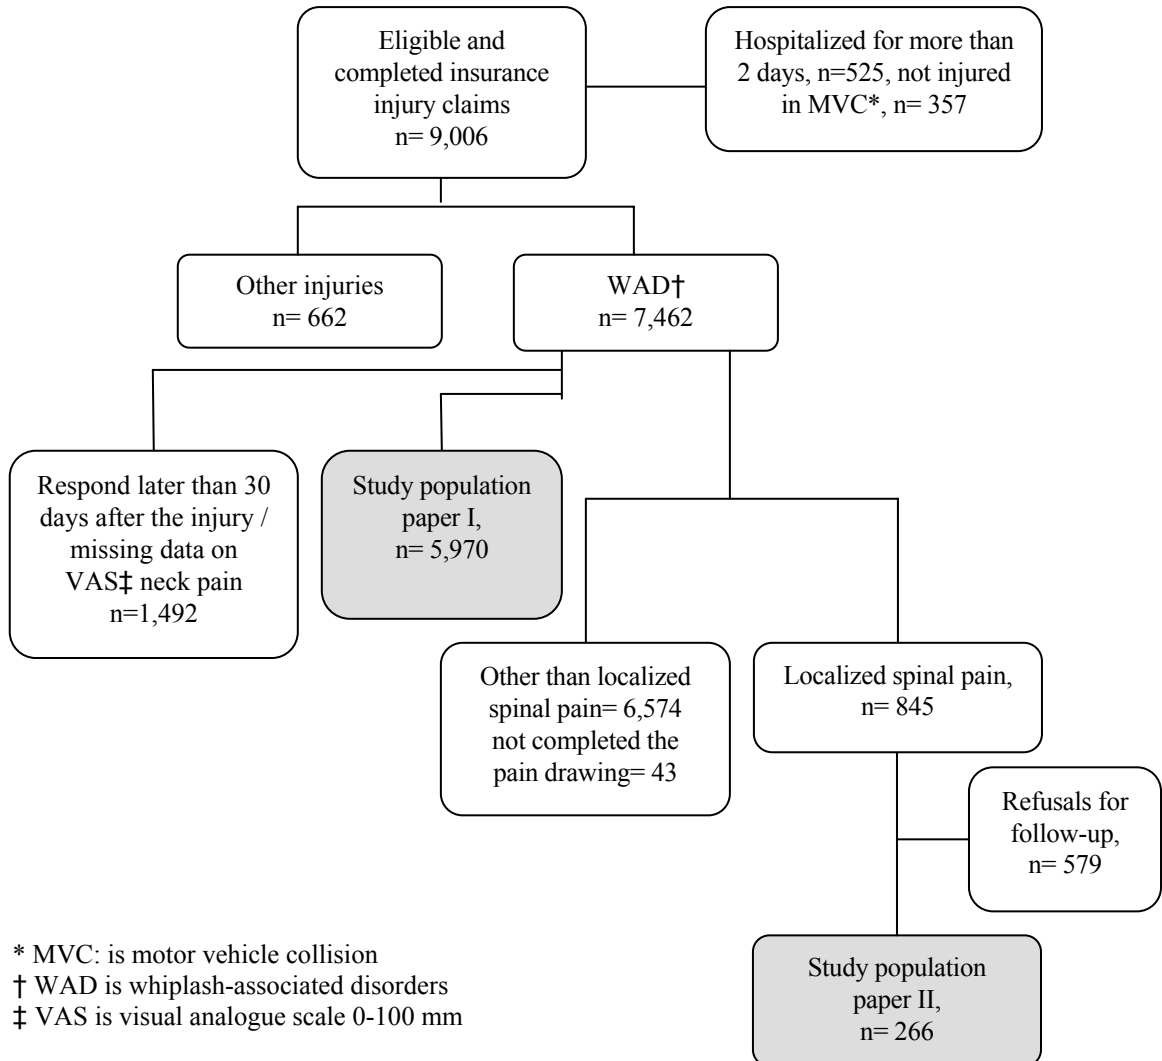 Eligible and
completed insurance
injury claims
n= 9,006
Hospitalized for more than
2 days, n=525, not injured
in MVC*, n= 357
Other injuries
n= 662
WAD†
n= 7,462
Respond later than 30
days after the injury /
missing data on
VAS‡ neck pain
n=1,492
Study population
paper I,
n= 5,970
Other than localized
spinal pain= 6,574
not completed the
pain drawing= 43
Localized spinal pain,
n= 845
Refusals for
follow-up,
n= 579
Study population
paper II,
n= 266
* MVC: is motor vehicle collision
† WAD is whiplash-associated disorders
‡ VAS is visual analogue scale 0-100 mm